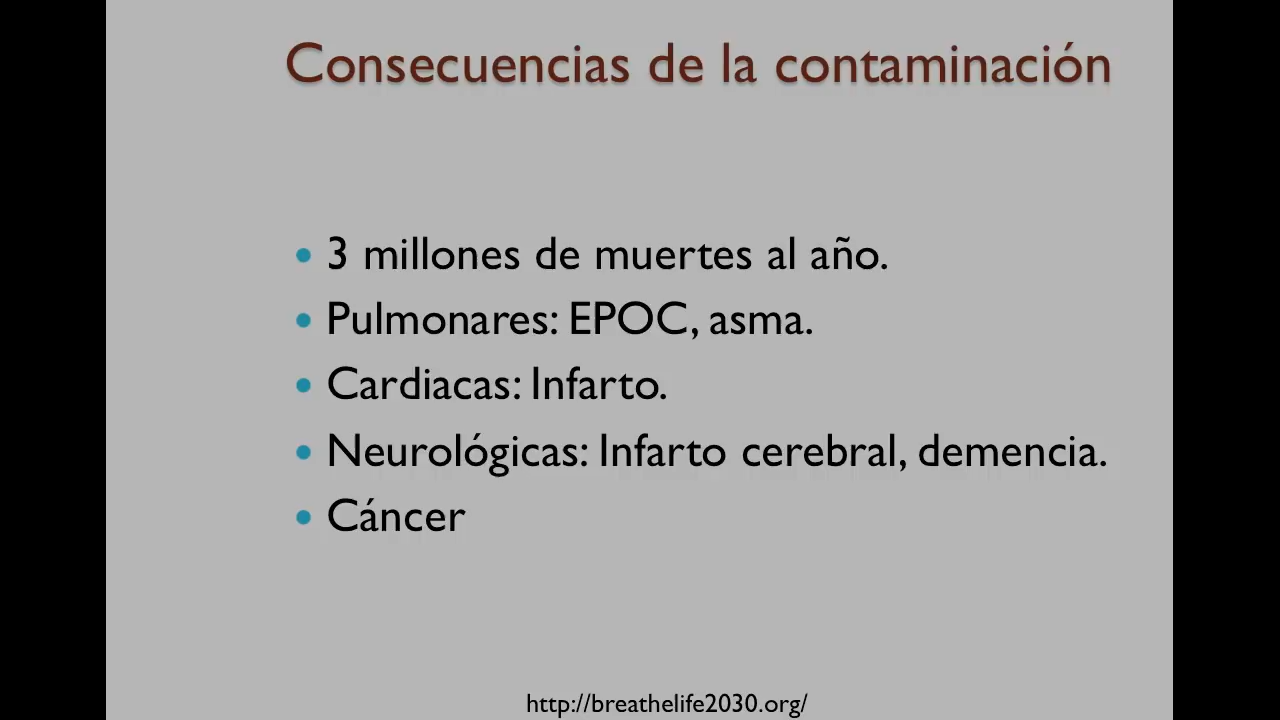 Consecuencias de la contaminación
• 3 millones de muertes al año.
• Pulmonares: EPOC, asma.
• Cardiacas: Infarto.
• Neurológicas: Infarto cerebral, demencia.
• Cáncer
http://breathelife2030.org/